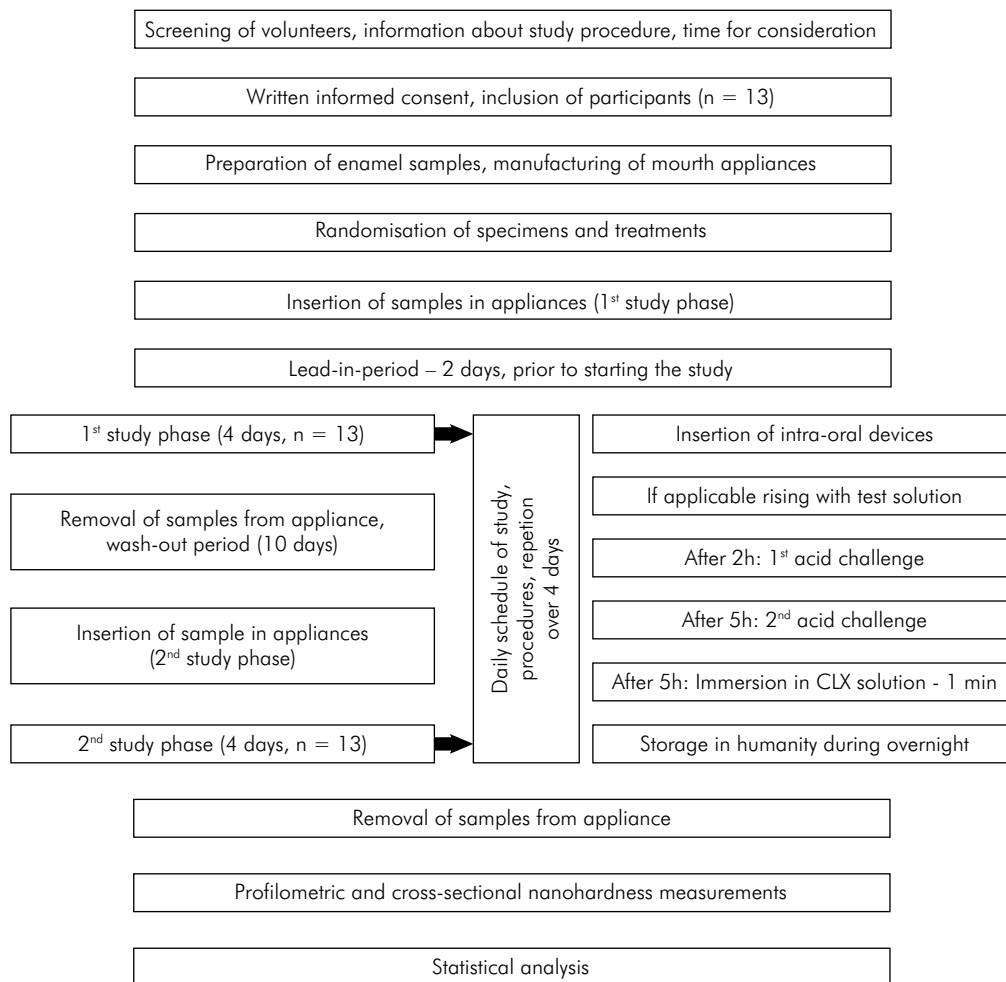 Screening of volunteers, information about study procedure, time for consideration
Written informed consent, inclusion of participants (n = 13)
Preparation of enamel samples, manufacturing of mourth appliances
Randomisation of specimens and treatments
Insertion of samples in appliances (1st study phase)
Lead-in-period – 2 days, prior to starting the study
1st study phase (4 days, n = 13)
Removal of samples from appliance,
wash-out period (10 days)
Insertion of sample in appliances
(2nd study phase)
2nd study phase (4 days, n = 13)
Daily schedule of study,
procedures, repetion
over 4 days
Insertion of intra-oral devices
If applicable rising with test solution
After 2h: 1st acid challenge
After 5h: 2nd acid challenge
After 5h: Immersion in CLX solution - 1 min
Storage in humanity during overnight
Removal of samples from appliance
Profilometric and cross-sectional nanohardness measurements
Statistical analysis